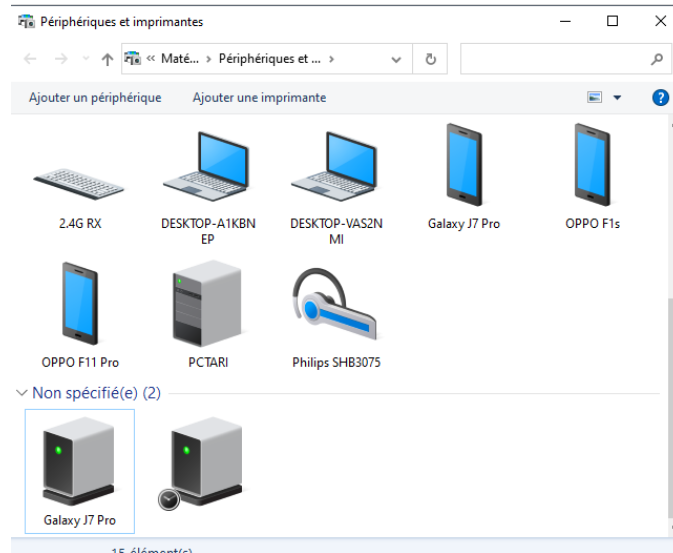 Périphériques et imprimantes
« Maté... › Périphériques et ... ›
Ajouter un périphérique Ajouter une imprimante
2.4G RX
DESKTOP-A1KBN
EP
DESKTOP-VAS2N
MI
Galaxy J7 Pro
OPPO F1s
OPPO F11 Pro
PCTARI
Philips SHB3075
Non spécifié(e) (2)
Galaxy J7 Pro
15 élément(s)